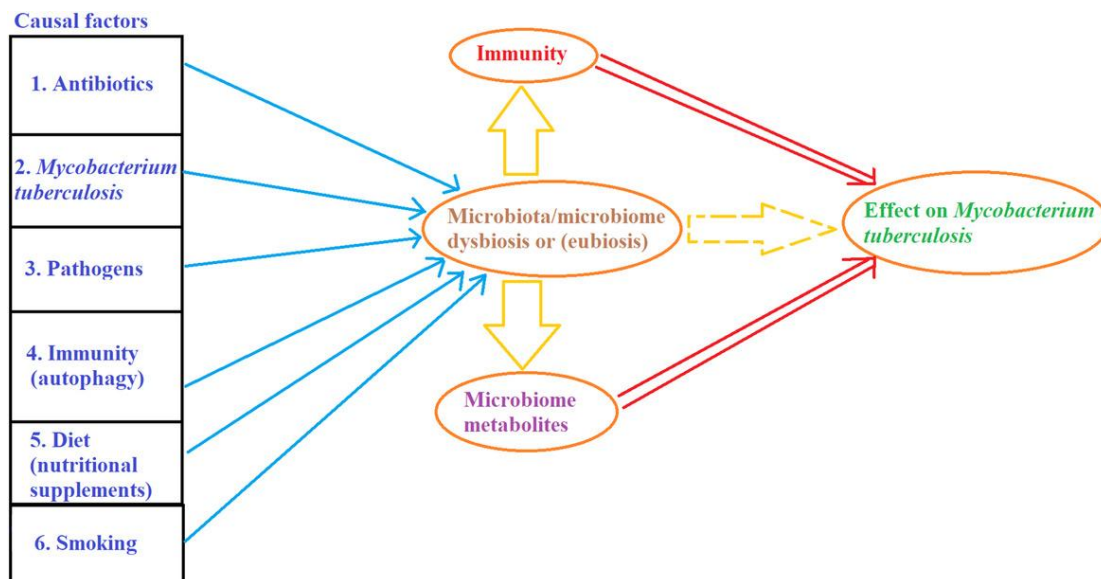 Causal factors
1. Antibiotics
2. Mycobacterium
tuberculosis
3. Pathogens
4. Immunity
(autophagy)
5. Diet
(nutritional
supplements)
6. Smoking
Immunity
Microbiota/microbiome
dysbiosis or (eubiosis)
Microbiome
metabolites
Effect on Mycobacterium
tuberculosis